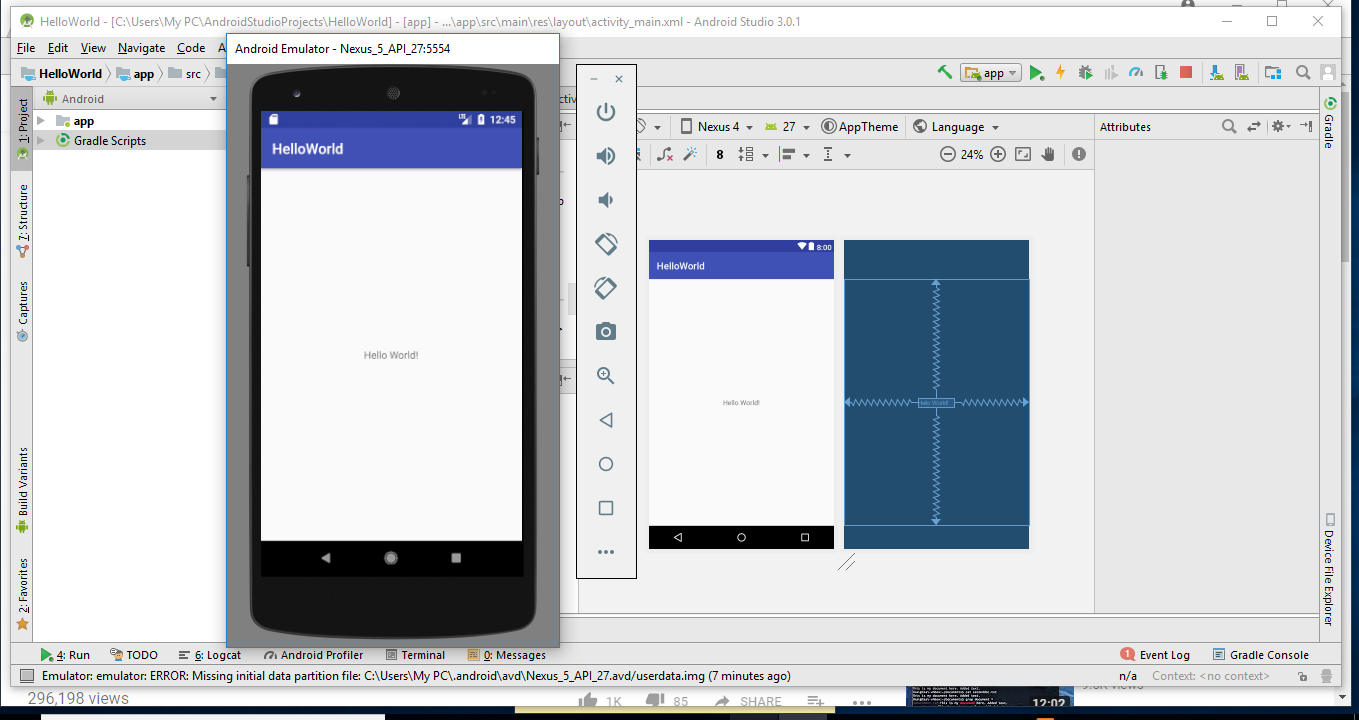 HelloWorld - [C:\Users\My PC\AndroidStudioProjects\HelloWorld] - [app] - ...\app\src\main\res\layout\activity_main.xml - Android Studio 3.0.1
File Edit View Navigate Code
Android Emulator - Nexus_5_API_27:5554
HelloWorld app src
app
Android
Nexus 4 27 AppTheme Language
Attributes
8 24%
app
Gradle Scripts
1: Project
7: Structure
Captures
Build Variants
2: Favorites
LTE 12:45
HelloWorld
Hello World!
8:00
HelloWorld
Hello World!
Hello World!
Gradle
Device File Explorer
4: Run TODO 6: Logcat Android Profiler Terminal 0: Messages
1 Event Log Gradle Console
Emulator: emulator: ERROR: Missing initial data partition file: C:\Users\My PC\.android\avd\Nexus_5_API_27.avd/userdata.img (7 minutes ago)
n/a Context: <no context>
296,198 views
1K 85 SHARE
12:02